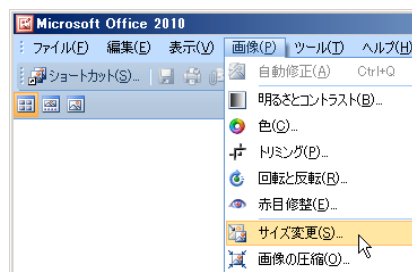 Microsoft Office 2010
ファイル(F) 編集(E) 表示(V) 画像(P) ツール(T) ヘルプ(H)
ショートカット(S)...
自動修正(A) Ctrl+Q
明るさとコントラスト(B)...
色(C)...
トリミング(P)...
回転と反転(R)...
赤目修整(E)...
サイズ変更(S)...
画像の圧縮(O)...